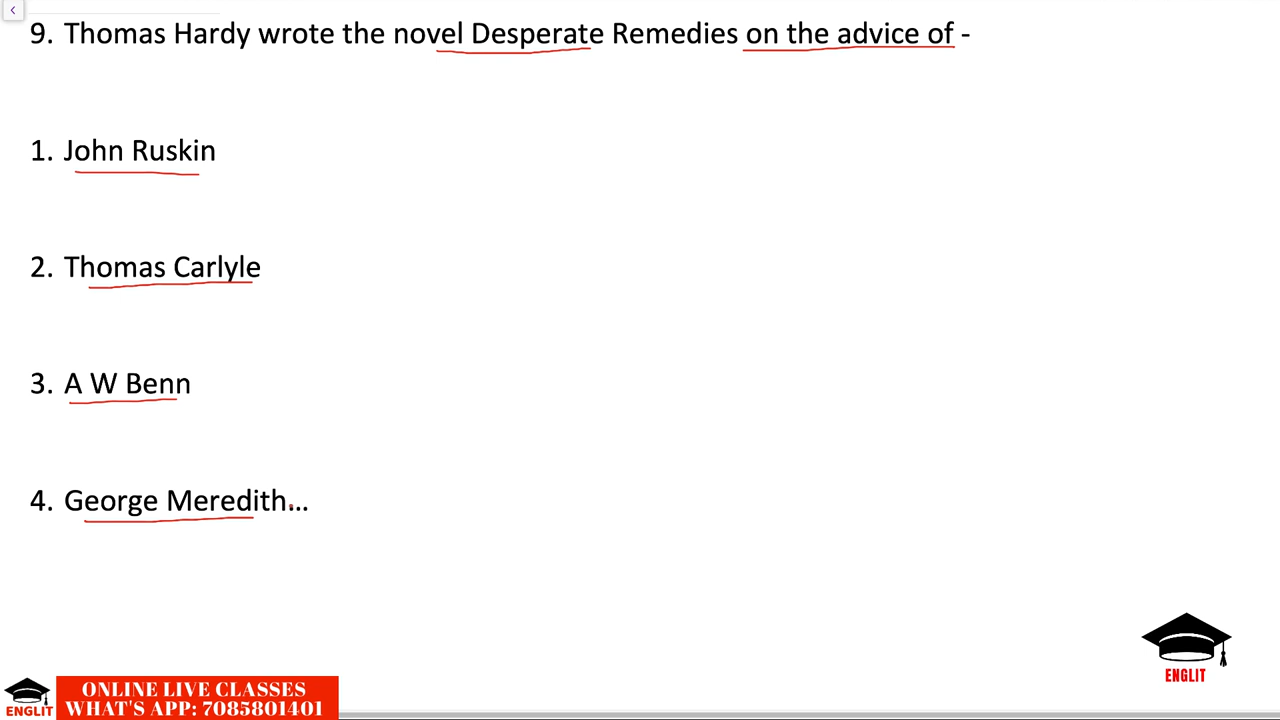 9. Thomas Hardy wrote the novel Desperate Remedies on the advice of -
1. John Ruskin
2. Thomas Carlyle
3. A W Benn
4. George Meredith...
ENGLIT
ENGLIT
ONLINE LIVE CLASSES
WHAT'S APP: 7085801401